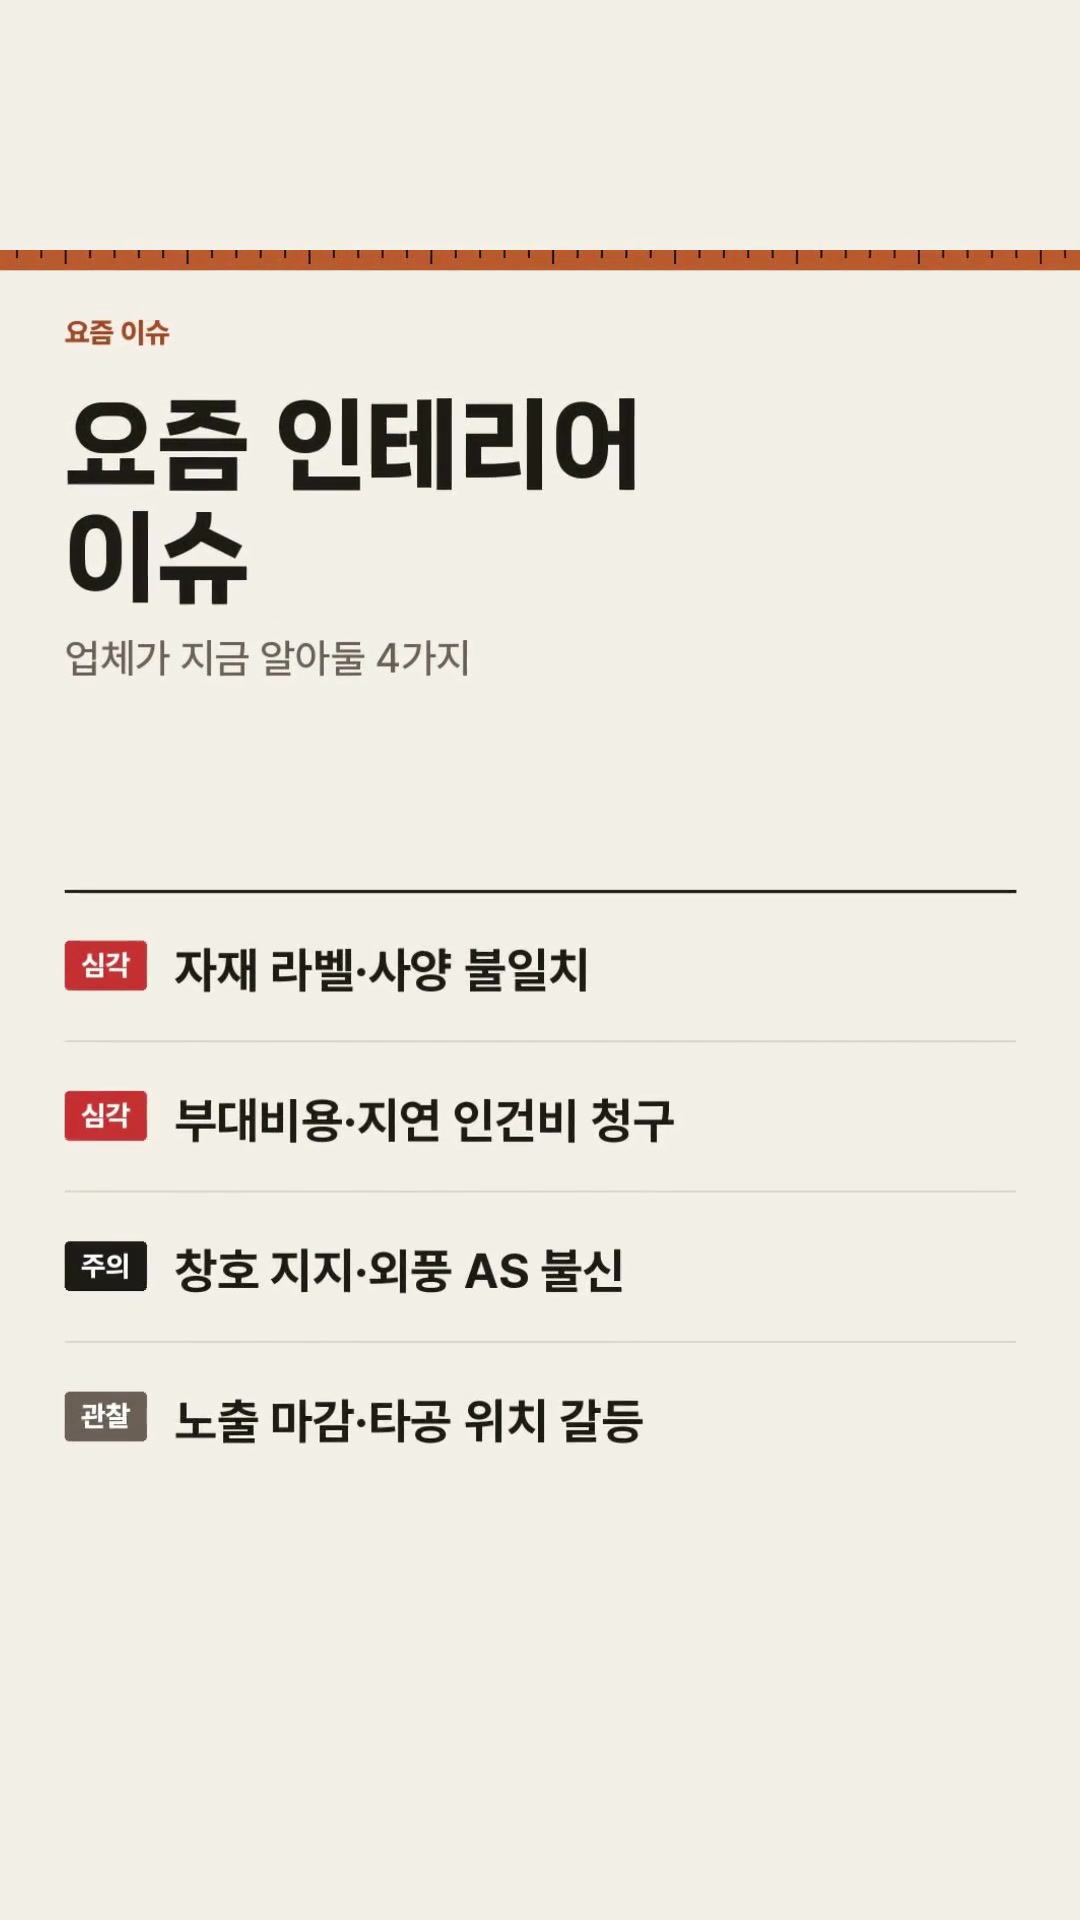 요즘 이슈
요즘 인테리어
이슈
업체가 지금 알아둘 4가지
심각 자재 라벨·사양 불일치
심각 부대비용·지연 인건비 청구
주의 창호 지지·외풍 AS 불신
관찰 노출 마감·타공 위치 갈등